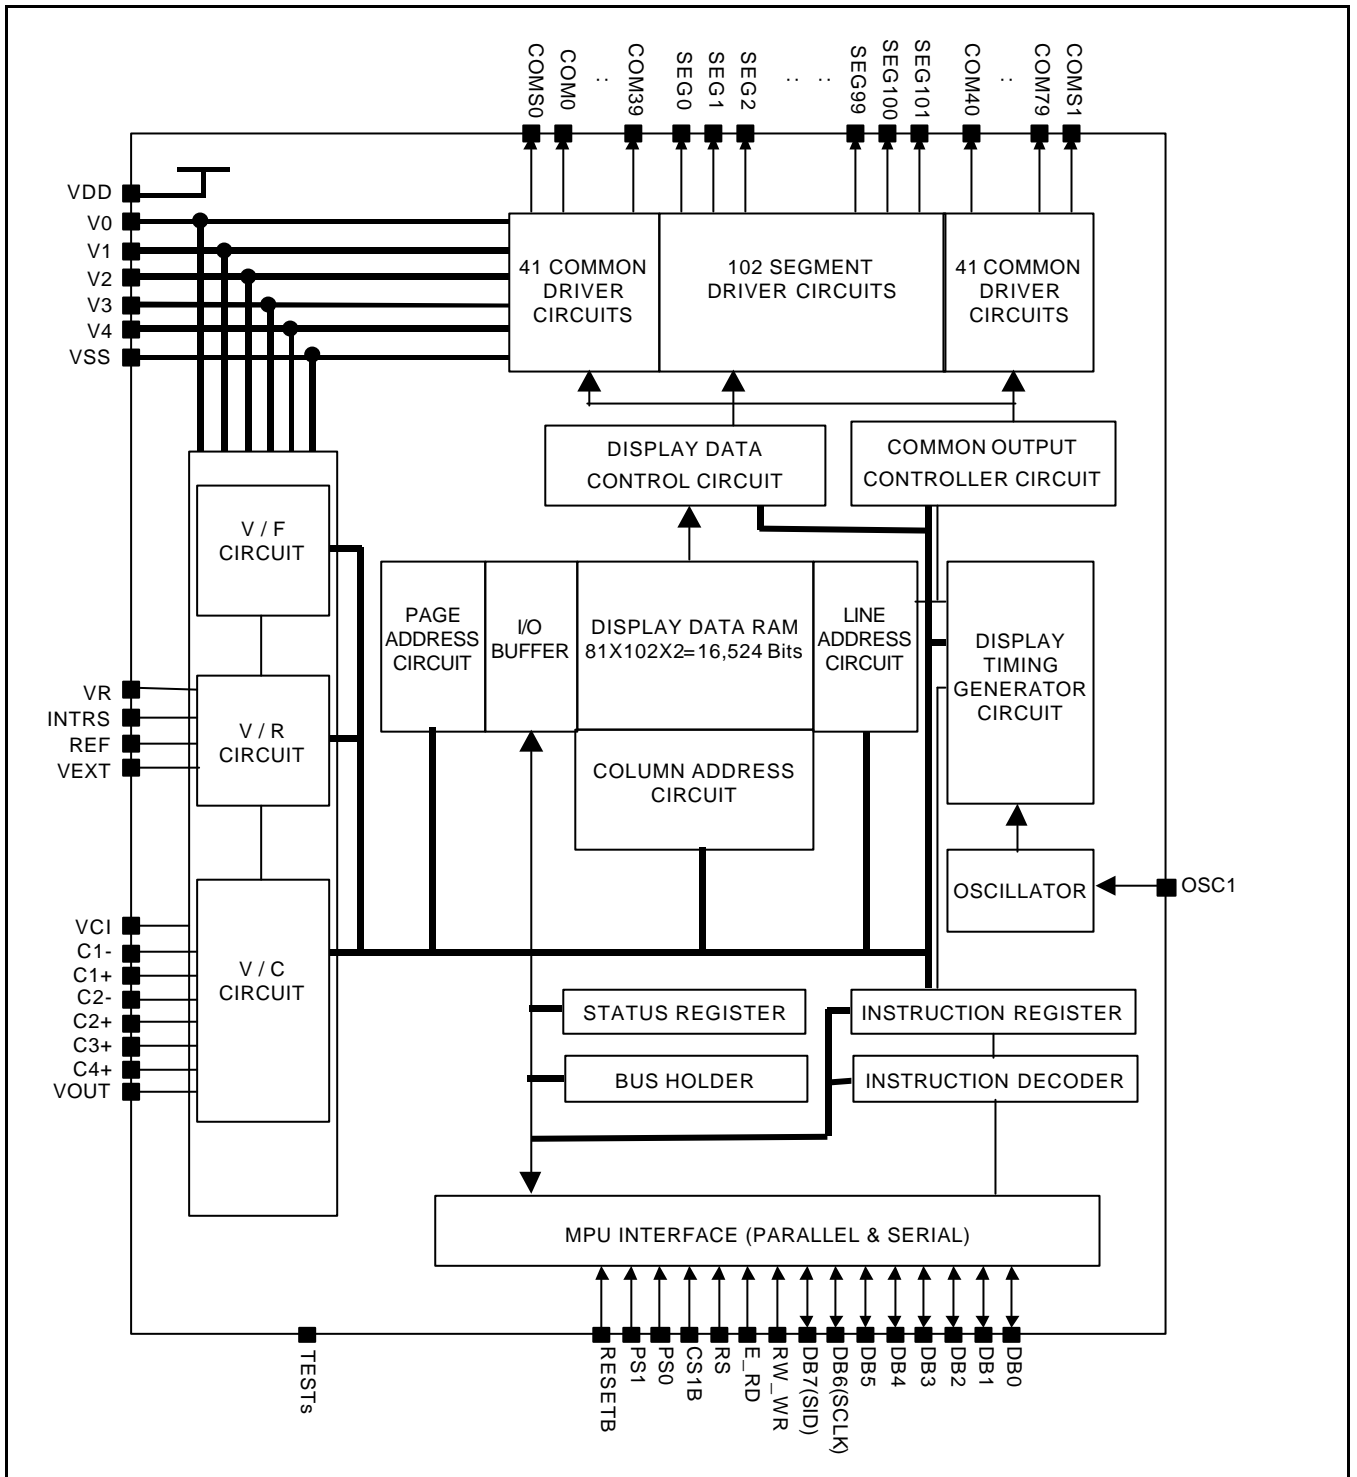 COMS0
COM0
..
COM39
SEG0
SEG1
SEG2
..
..
SEG99
SEG100
SEG101
COM40
..
COM79
COMS1
VDD
V0
V1
V2
V3
V4
VSS
41 COMMON
DRIVER
CIRCUITS
102 SEGMENT
DRIVER CIRCUITS
41 COMMON
DRIVER
CIRCUITS
DISPLAY DATA
CONTROL CIRCUIT
COMMON OUTPUT
CONTROLLER CIRCUIT
V / F
CIRCUIT
PAGE
ADDRESS
CIRCUIT
I/O
BUFFER
DISPLAY DATA RAM
81X102X2= 16,524 Bits
LINE
ADDRESS
CIRCUIT
DISPLAY
TIMING
GENERATOR
CIRCUIT
VR
INTRS
REF
VEXT
V / R
CIRCUIT
COLUMN ADDRESS
CIRCUIT
OSCILLATOR
OSC1
VCI
C1-
C1+
C2-
C2+
C3+
C4+
VOUT
V / C
CIRCUIT
STATUS REGISTER
INSTRUCTION REGISTER
BUS HOLDER
INSTRUCTION DECODER
MPU INTERFACE (PARALLEL & SERIAL)
TESTs
RESETB
PS1
PS0
CS1B
RS
E_RD
RW_WR
DB7(SID)
DB6(SCLK)
DB5
DB4
DB3
DB2
DB1
DB0